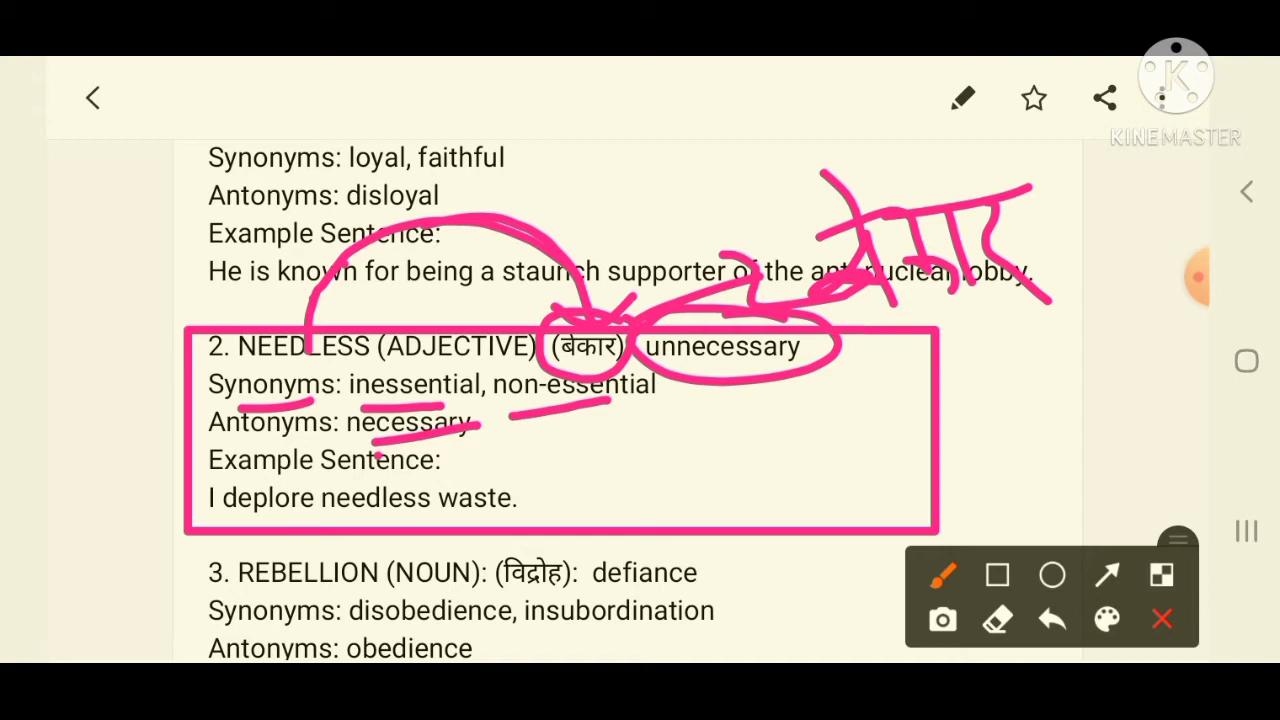 KINEMASTER
Synonyms: loyal, faithful
Antonyms: disloyal
Example Sentence:
He is known for being a staunch supporter of the anti-nuclear lobby.
2. NEEDLESS (ADJECTIVE) (बेकार) unnecessary
Synonyms: inessential, non-essential
Antonyms: necessary
Example Sentence:
I deplore needless waste.
3. REBELLION (NOUN): (विद्रोह): defiance
Synonyms: disobedience, insubordination
Antonyms: obedience